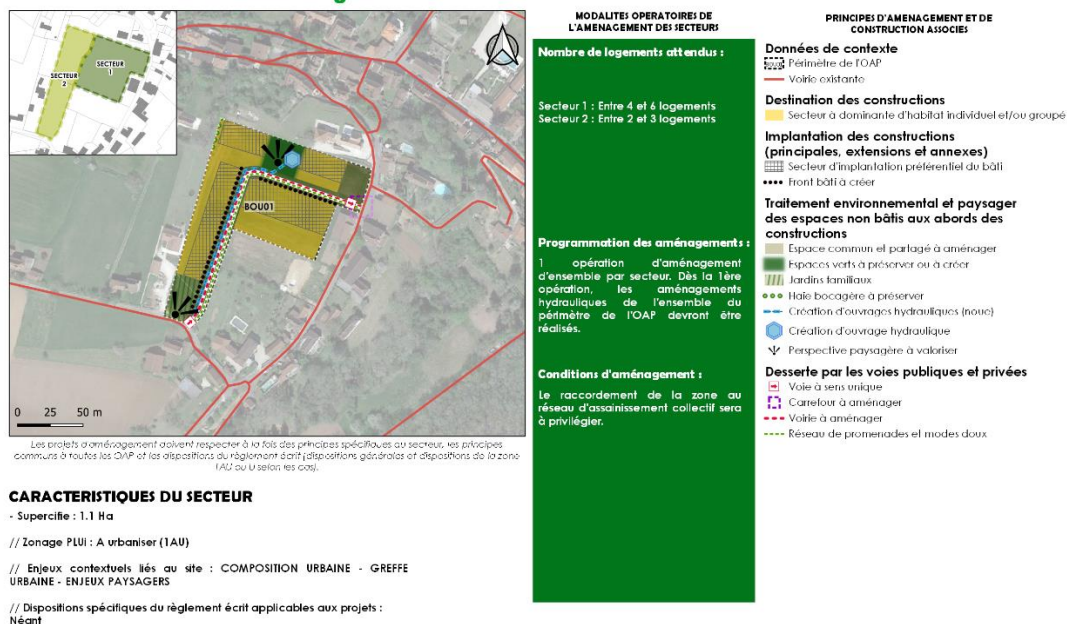 SECTEUR
1
SECTEUR
2
BOU01
0 25 50 m
Les projets d'aménagement doivent respecter à la fois des principes spécifiques au secteur, les principes
communs à toutes les OAP et les dispositions du règlement écrit (dispositions générales et dispositions de la zone
1AU ou U selon les cas).
CARACTERISTIQUES DU SECTEUR
- Supercifie : 1.1 Ha
// Zonage PLUi : A urbaniser (1AU)
// Enjeux contextuels liés au site : COMPOSITION URBAINE - GREFFE
URBAINE - ENJEUX PAYSAGERS
// Dispositions spécifiques du règlement écrit applicables aux projets :
Néant
MODALITES OPERATOIRES DE
L'AMENAGEMENT DES SECTEURS
Nombre de logements attendus :
Secteur 1 : Entre 4 et 6 logements
Secteur 2 : Entre 2 et 3 logements
Programmation des aménagements :
1 opération d'aménagement
d'ensemble par secteur. Dès la 1ère
opération, les aménagements
hydrauliques de l'ensemble du
périmètre de l'OAP devront être
réalisés.
Conditions d'aménagement :
Le raccordement de la zone au
réseau d'assainissement collectif sera
à privilégier.
PRINCIPES D'AMENAGEMENT ET DE
CONSTRUCTION ASSOCIES
Données de contexte
Périmètre de l'OAP
Voirie existante
Destination des constructions
Secteur à dominante d'habitat individuel et/ou groupé
Implantation des constructions
(principales, extensions et annexes)
Secteur d'implantation préférentiel du bâti
Front bâti à créer
Traitement environnemental et paysager
des espaces non bâtis aux abords des
constructions
Espace commun et partagé à aménager
Espaces verts à préserver ou à créer
Jardins familiaux
Haie bocagère à préserver
Création d'ouvrages hydrauliques (noue)
Création d'ouvrage hydraulique
Perspective paysagère à valoriser
Desserte par les voies publiques et privées
Voie à sens unique
Carrefour à aménager
Voirie à aménager
Réseau de promenades et modes doux